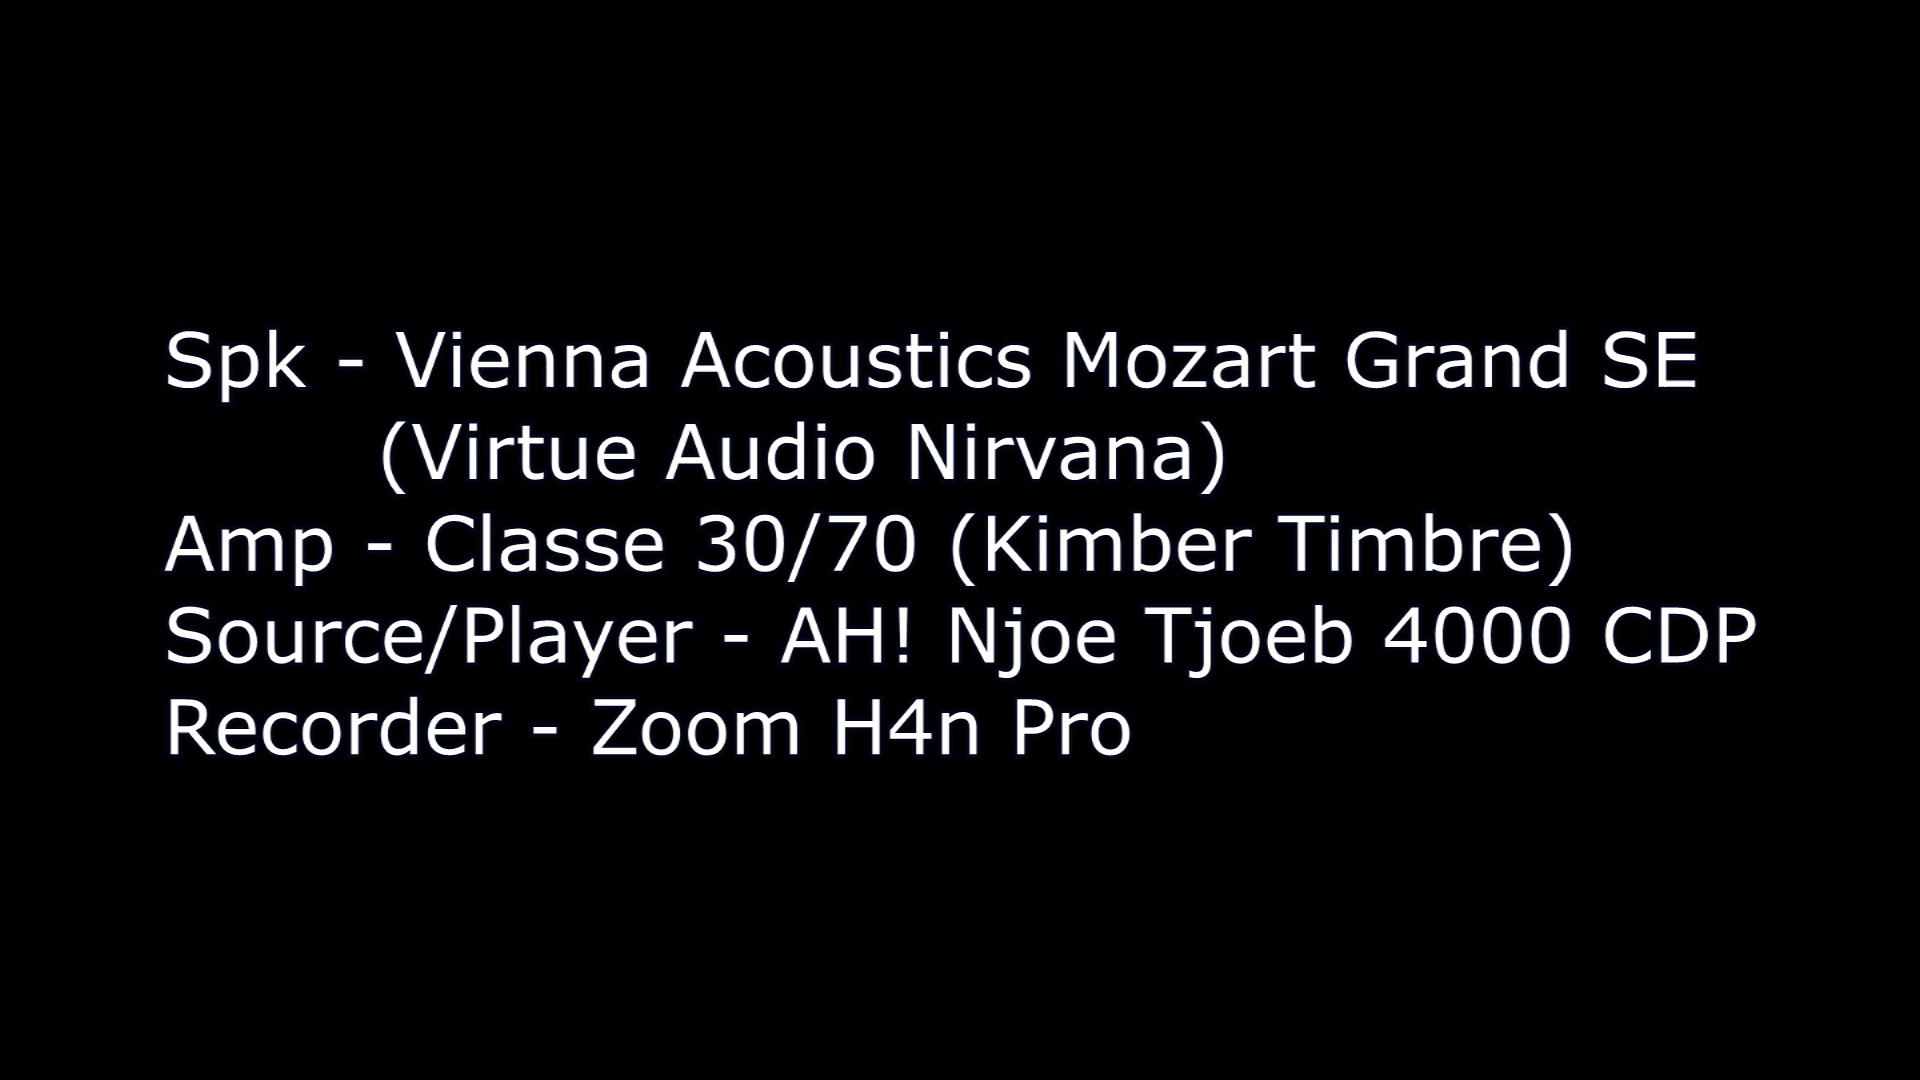 Spk - Vienna Acoustics Mozart Grand SE
(Virtue Audio Nirvana)
Amp - Classe 30/70 (Kimber Timbre)
Source/Player - AH! Njoe Tjoeb 4000 CDP
Recorder - Zoom H4n Pro